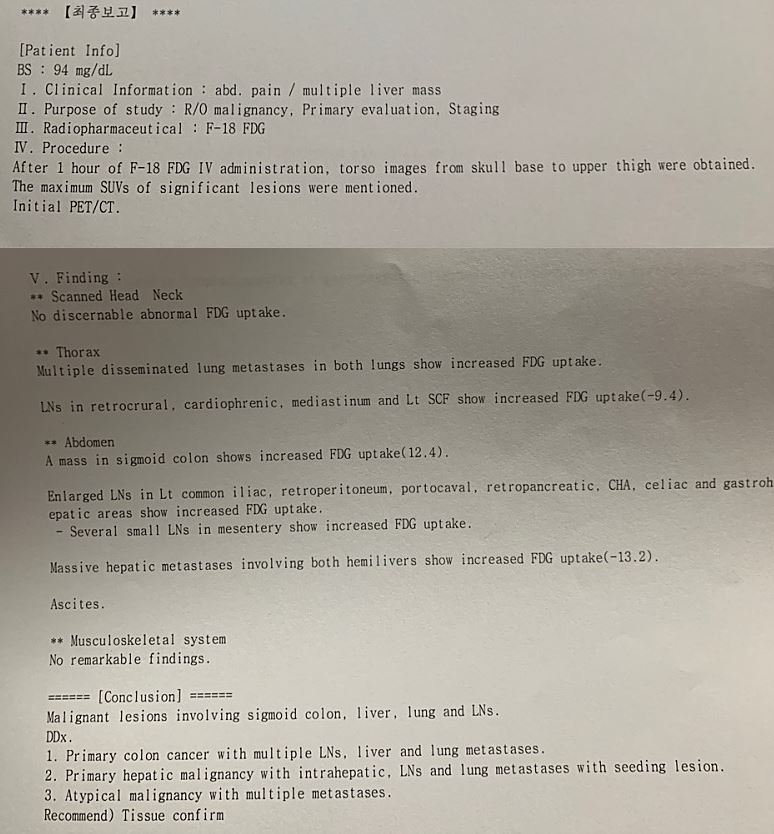 **** 【최종보고】 ****
[Patient Info]
BS : 94 mg/dL
Ⅰ. Clinical Information : abd. pain / multiple liver mass
Ⅱ. Purpose of study : R/O malignancy, Primary evaluation, Staging
Ⅲ. Radiopharmaceutical : F-18 FDG
Ⅳ. Procedure :
After 1 hour of F-18 FDG IV administration, torso images from skull base to upper thigh were obtained.
The maximum SUVs of significant lesions were mentioned.
Initial PET/CT.
Ⅴ. Finding :
** Scanned Head  Neck
No discernable abnormal FDG uptake.
** Thorax
Multiple disseminated lung metastases in both lungs show increased FDG uptake.
LNs in retrocrural, cardiophrenic, mediastinum and Lt SCF show increased FDG uptake(-9.4).
** Abdomen
A mass in sigmoid colon shows increased FDG uptake(12.4).
Enlarged LNs in Lt common iliac, retroperitoneum, portocaval, retropancreatic, CHA, celiac and gastroh
epatic areas show increased FDG uptake.
- Several small LNs in mesentery show increased FDG uptake.
Massive hepatic metastases involving both hemilivers show increased FDG uptake(-13.2).
Ascites.
** Musculoskeletal system
No remarkable findings.
====== [Conclusion] ======
Malignant lesions involving sigmoid colon, liver, lung and LNs.
DDx.
1. Primary colon cancer with multiple LNs, liver and lung metastases.
2. Primary hepatic malignancy with intrahepatic, LNs and lung metastases with seeding lesion.
3. Atypical malignancy with multiple metastases.
Recommend) Tissue confirm